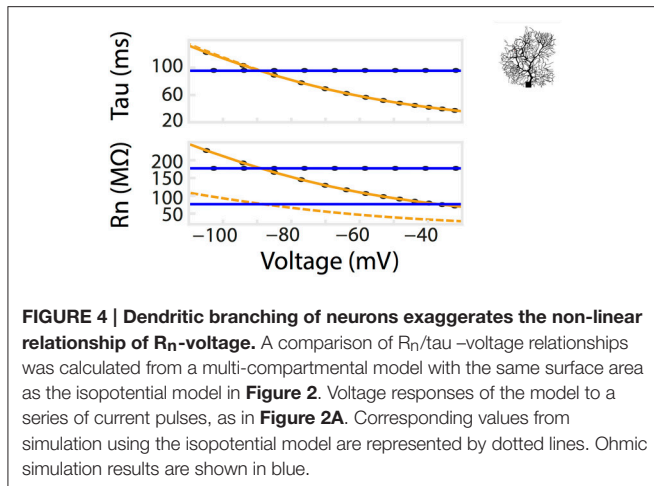 Tau (ms)
100
60
20
Rn (MΩ)
200
150
100
50
−100
−80
−60
−40
Voltage (mV)
FIGURE 4 | Dendritic branching of neurons exaggerates the non-linear
relationship of Rn-voltage. A comparison of Rn/tau –voltage relationships
was calculated from a multi-compartmental model with the same surface area
as the isopotential model in Figure 2. Voltage responses of the model to a
series of current pulses, as in Figure 2A. Corresponding values from
simulation using the isopotential model are represented by dotted lines. Ohmic
simulation results are shown in blue.